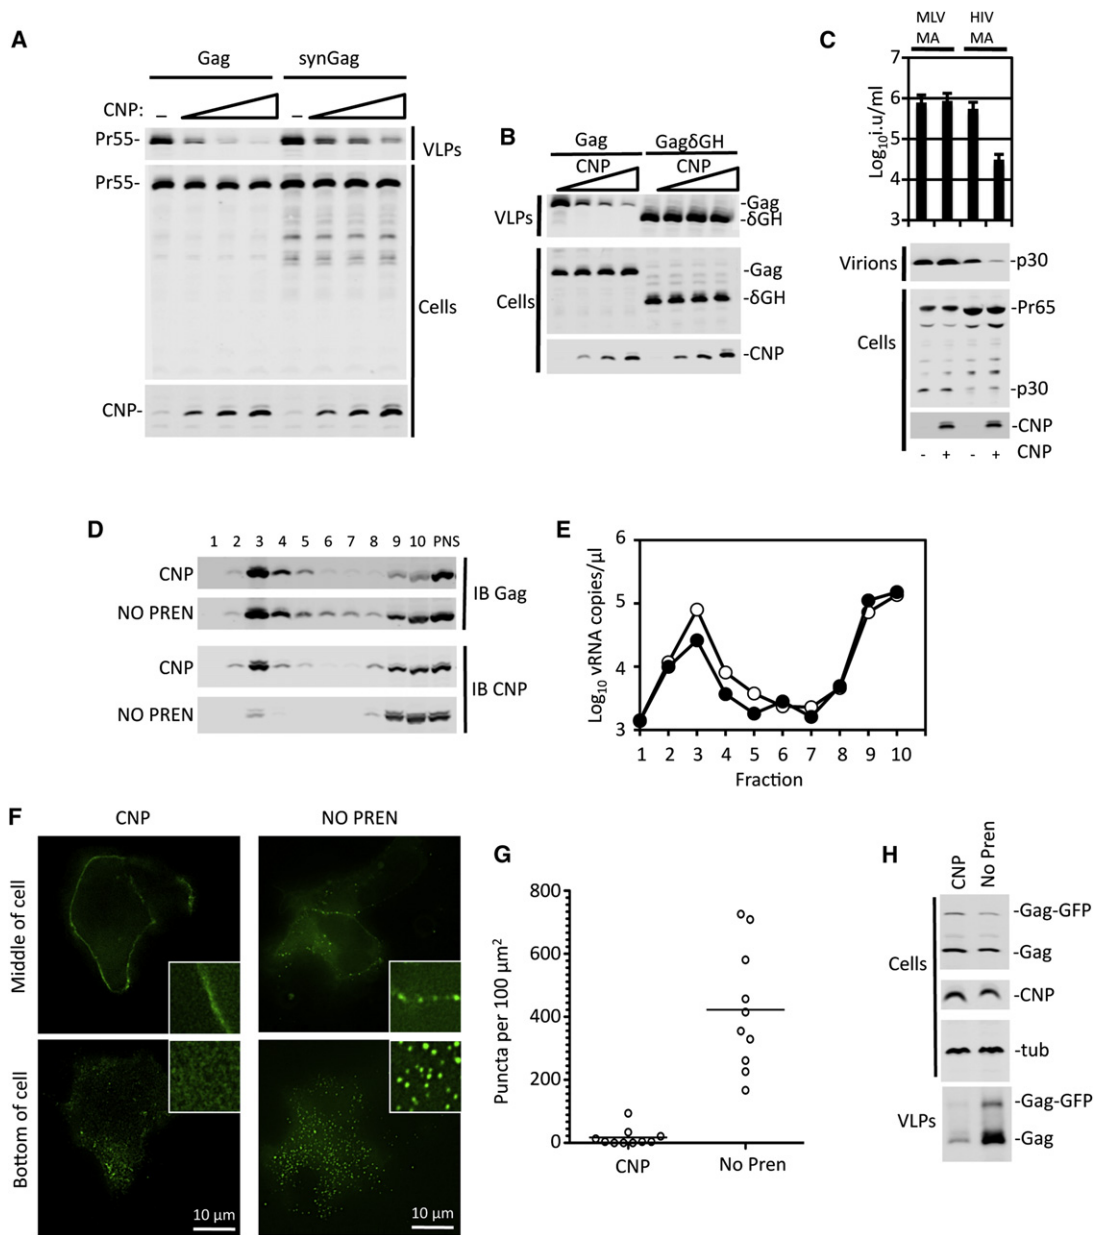 A
Gag synGag
CNP: –
–
Pr55-
VLPs
Pr55-
Cells
CNP-
B
Gag GagδGH
CNP CNP
VLPs
-Gag
-δGH
Cells
-Gag
-δGH
-CNP
C
MLV HIV
MA MA
Log10i.u/ml
7
6
5
4
3
Virions
-p30
Cells
-Pr65
-p30
-CNP
- + - + CNP
D
1 2 3 4 5 6 7 8 9 10 PNS
CNP
NO PREN
IB Gag
CNP
NO PREN
IB CNP
E
Log10 vRNA copies/µl
6
5
4
3
1 2 3 4 5 6 7 8 9 10
Fraction
F
CNP NO PREN
Middle of cell
Bottom of cell
10 µm
10 µm
G
Puncta per 100 µm2
800
600
400
200
0
CNP No Pren
H
CNP No Pren
Cells
-Gag-GFP
-Gag
-CNP
-tub
VLPs
-Gag-GFP
-Gag